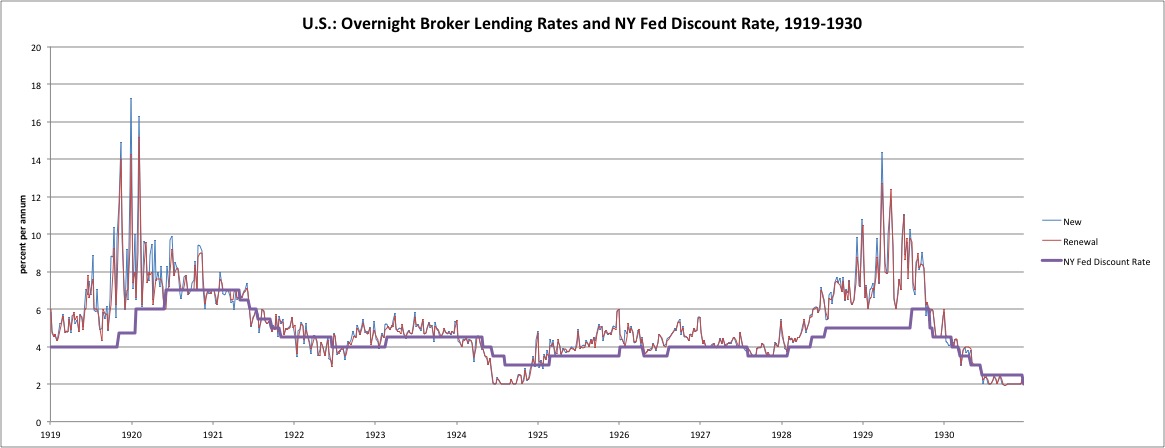 U.S.: Overnight Broker Lending Rates and NY Fed Discount Rate, 1919-1930
20
18
16
14
12
10
8
6
4
2
0
percent per annum
1919 1920 1921 1922 1923 1924 1925 1926 1927 1928 1929 1930
New
Renewal
NY Fed Discount Rate